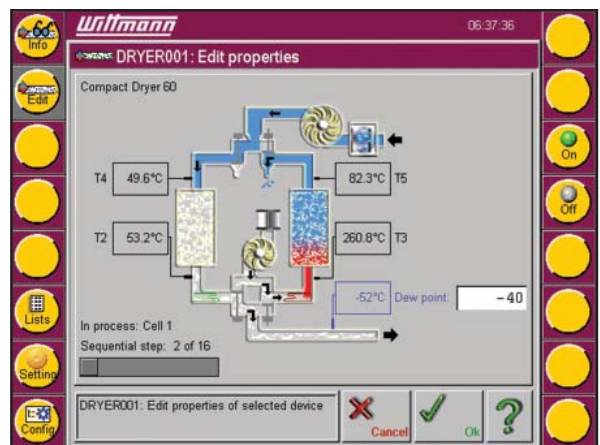 Wittmann
06:37:36
Info
DRYER001: Edit properties
Edit
Compact Dryer 60
On
T4 49.6°C
82.3°C T5
Off
T2 53.2°C
260.8°C T3
-52°C Dew point: -40
Lists
In process: Cell 1
Sequential step: 2 of 16
Setting
DRYER001: Edit properties of selected device
Cancel
Ok
?
Config